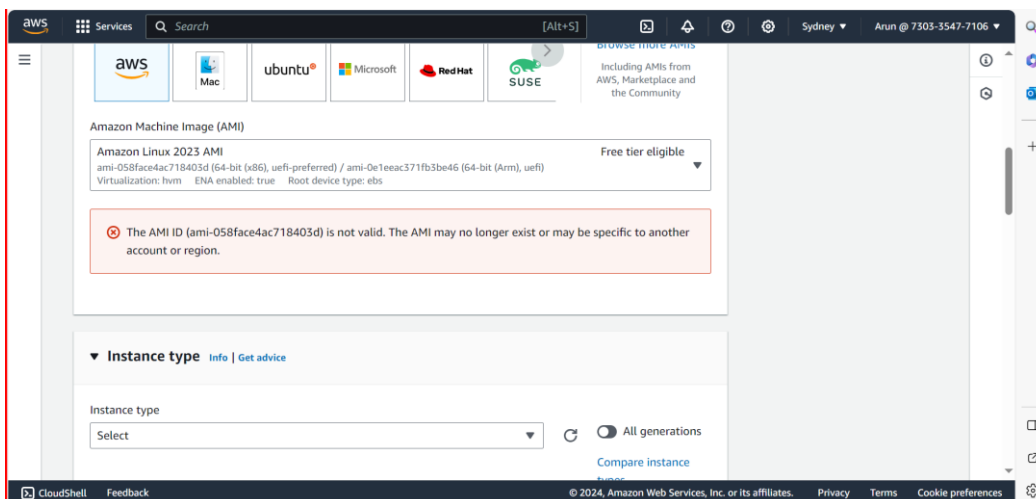 aws
Services
Search
[Alt+S]
Sydney
Arun @ 7303-3547-7106
aws
Mac
ubuntu
Microsoft
Red Hat
SUSE
Browse more AMIs
Including AMIs from
AWS, Marketplace and
the Community
Amazon Machine Image (AMI)
Amazon Linux 2023 AMI
Free tier eligible
ami-058face4ac718403d (64-bit (x86), uefi-preferred) / ami-0e1eeac371fb3be46 (64-bit (Arm), uefi)
Virtualization: hvm ENA enabled: true Root device type: ebs
The AMI ID (ami-058face4ac718403d) is not valid. The AMI may no longer exist or may be specific to another
account or region.
Instance type Info | Get advice
Instance type
Select
All generations
Compare instance
types
CloudShell
Feedback
© 2024, Amazon Web Services, Inc. or its affiliates.
Privacy
Terms
Cookie preferences